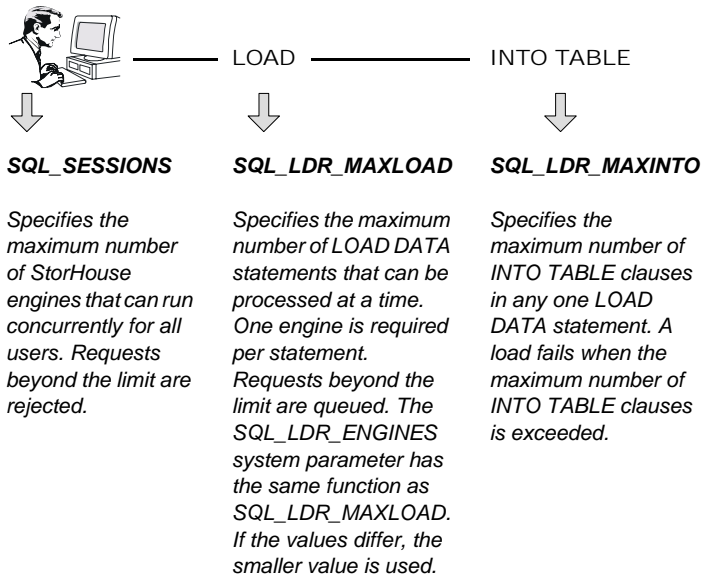 LOAD
INTO TABLE
SQL_SESSIONS
Specifies the
maximum number
of StorHouse
engines that can run
concurrently for all
users. Requests
beyond the limit are
rejected.
SQL_LDR_MAXLOAD
Specifies the maximum
number of LOAD DATA
statements that can be
processed at a time.
One engine is required
per statement.
Requests beyond the
limit are queued. The
SQL_LDR_ENGINES
system parameter has
the same function as
SQL_LDR_MAXLOAD.
If the values differ, the
smaller value is used.
SQL_LDR_MAXINTO
Specifies the
maximum number of
INTO TABLE clauses
in any one LOAD
DATA statement. A
load fails when the
maximum number of
INTO TABLE clauses
is exceeded.